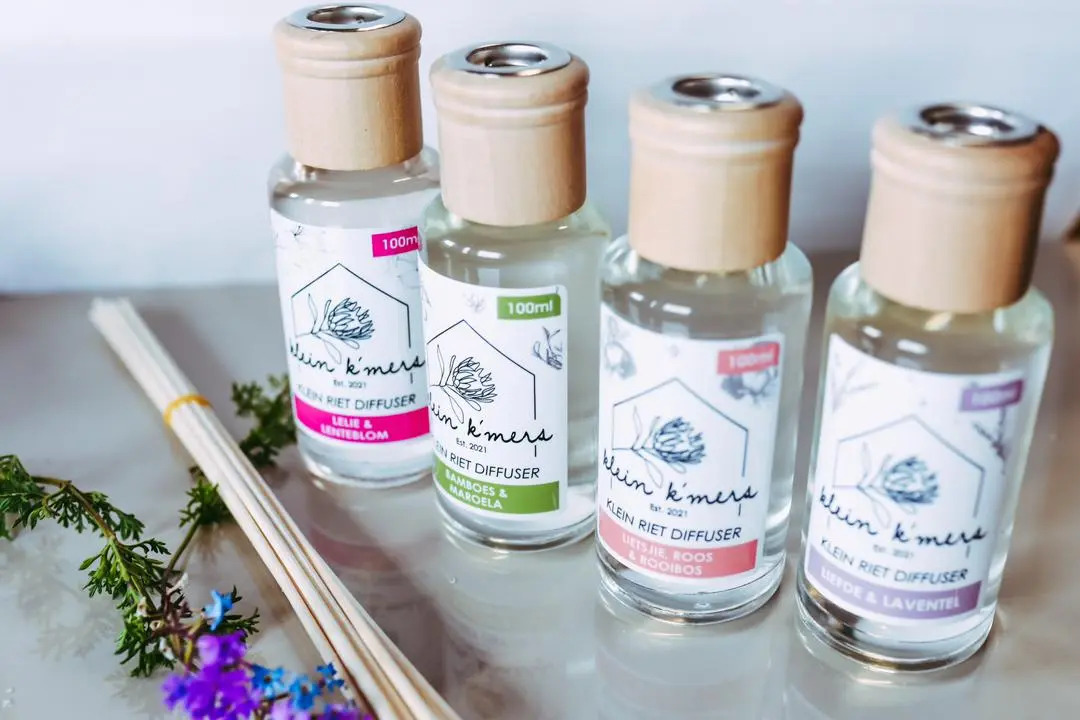 100m
klein k'mers
Est. 2021
KLEIN RIET DIFFUSER
LELIE &
LENTEBLOM
100ml
lein k'mers
Est. 2021
KLEIN RIET DIFFUSER
BAMBOES &
MAROELA
100ml
klein k'mers
Est. 2021
KLEIN RIET DIFFUSER
LIETSJIE, ROOS
& ROOIBOS
100ml
klein k'mers
Est. 2021
KLEIN RIET DIFFUSER
LIEFDE & LAVENTEL